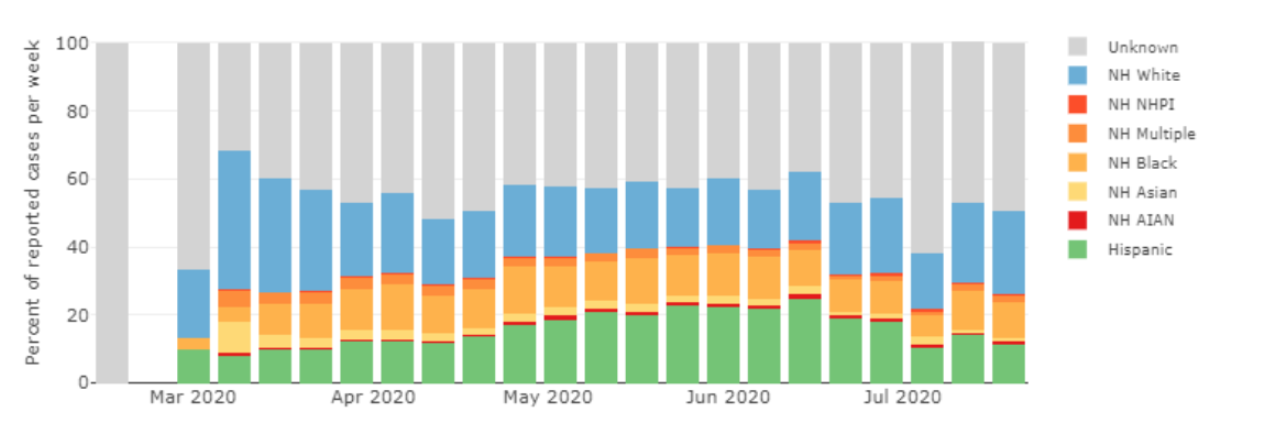 Percent of reported cases per week
100
80
60
40
20
0
Mar 2020
Apr 2020
May 2020
Jun 2020
Jul 2020
Unknown
NH White
NH NHPI
NH Multiple
NH Black
NH Asian
NH AIAN
Hispanic